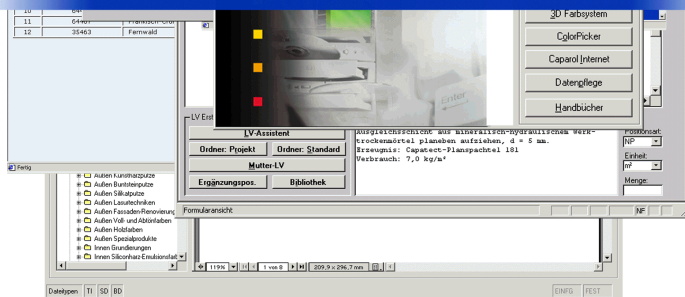 3D Farbsystem
11 64407
12 35463 Fernwald
ColorPicker
Caparol Internet
Datenpflege
Enter
Handbücher
LV-Assistent
Ausgleichsschicht aus mineralisch-hydraulischem Werk-
trockenmörtel planeben aufziehen, d = 5 mm.
Erzeugnis: Capatect-Planspachtel 181
Verbrauch: 7,0 kg/m²
Positionsart:
NP
Ordner: Projekt
Ordner: Standard
Einheit:
m²
Mutter-LV
Fertig
Ergänzungspos.
Bibliothek
Menge:
Außen Kunstharzputze
Außen Buntsteinputze
Außen Silikatputze
Außen Lasurtechniken
Außen Fassaden-Renovierung
Außen Voll- und Abtönfarben
Außen Holzfarben
Außen Spezialprodukte
Innen Grundierungen
Innen Siliconharz-Emulsionsfarb
Formularansicht
NF
119%
1 von 8
209,9 x 296,7 mm
Dateitypen TI SD BD
EINFG FEST